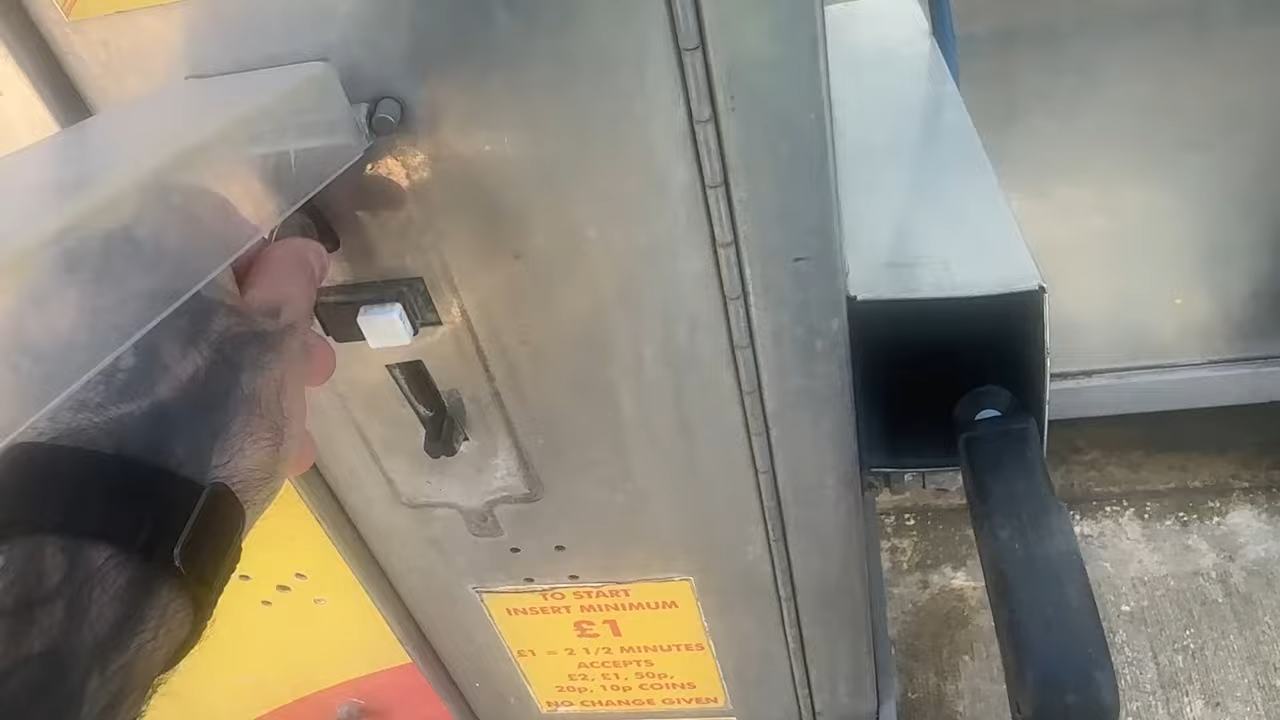 TO START
INSERT MINIMUM
£1
£1 = 2 1/2 MINUTES
ACCEPTS
£2, £1, 50p,
20p, 10p COINS
NO CHANGE GIVEN